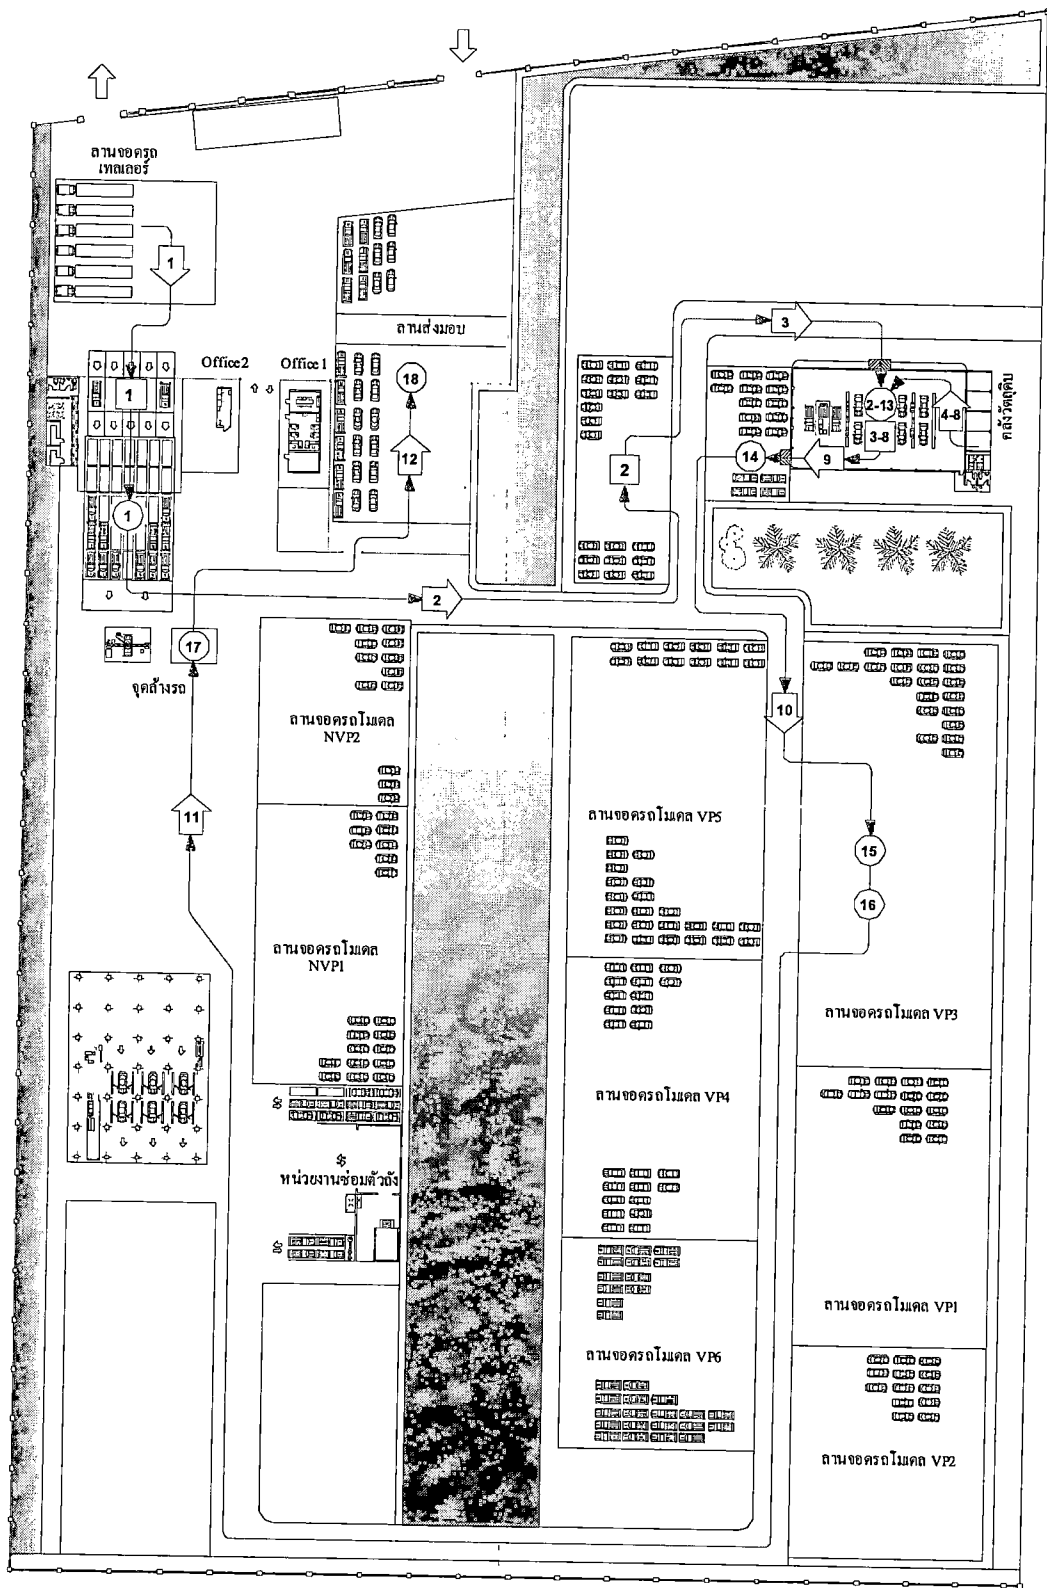 ลานจอดรถ
เทลเลอร์
1
ลานส่งมอบ
3
Office2
Office1
1
18
2-13
4-8
3-8
คลังวัตถุดิบ
12
2
14
9
1
2
17
จุดล้างรถ
10
ลานจอดรถโมเดล
NVP2
11
ลานจอดรถโมเดล VP5
15
16
ลานจอดรถโมเดล
NVP1
ลานจอดรถโมเดล VP3
ลานจอดรถโมเดล VP4
หน่วยงานซ่อมตัวถัง
ลานจอดรถโมเดล VP1
ลานจอดรถโมเดล VP6
ลานจอดรถโมเดล VP2